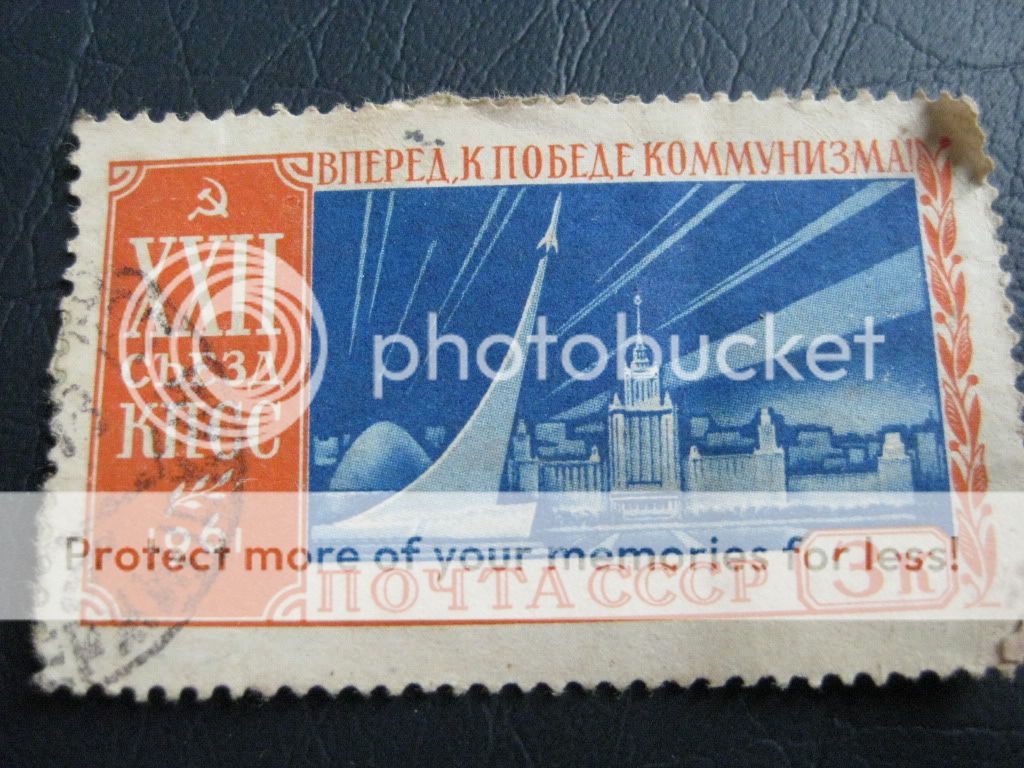 ВПЕРЕД, К ПОБЕДЕ КОММУНИЗМА!
XXII
СЪЕЗД
КПСС
1961
photobucket
Protect more of your memories for less!
ПОЧТА СССР 3К